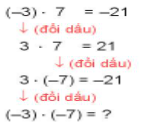 (−3) · 7 = −21
↓ (đổi dấu)
3 · 7 = 21
↓ (đổi dấu)
3 · (−7) = −21
↓ (đổi dấu)
(−3) · (−7) = ?